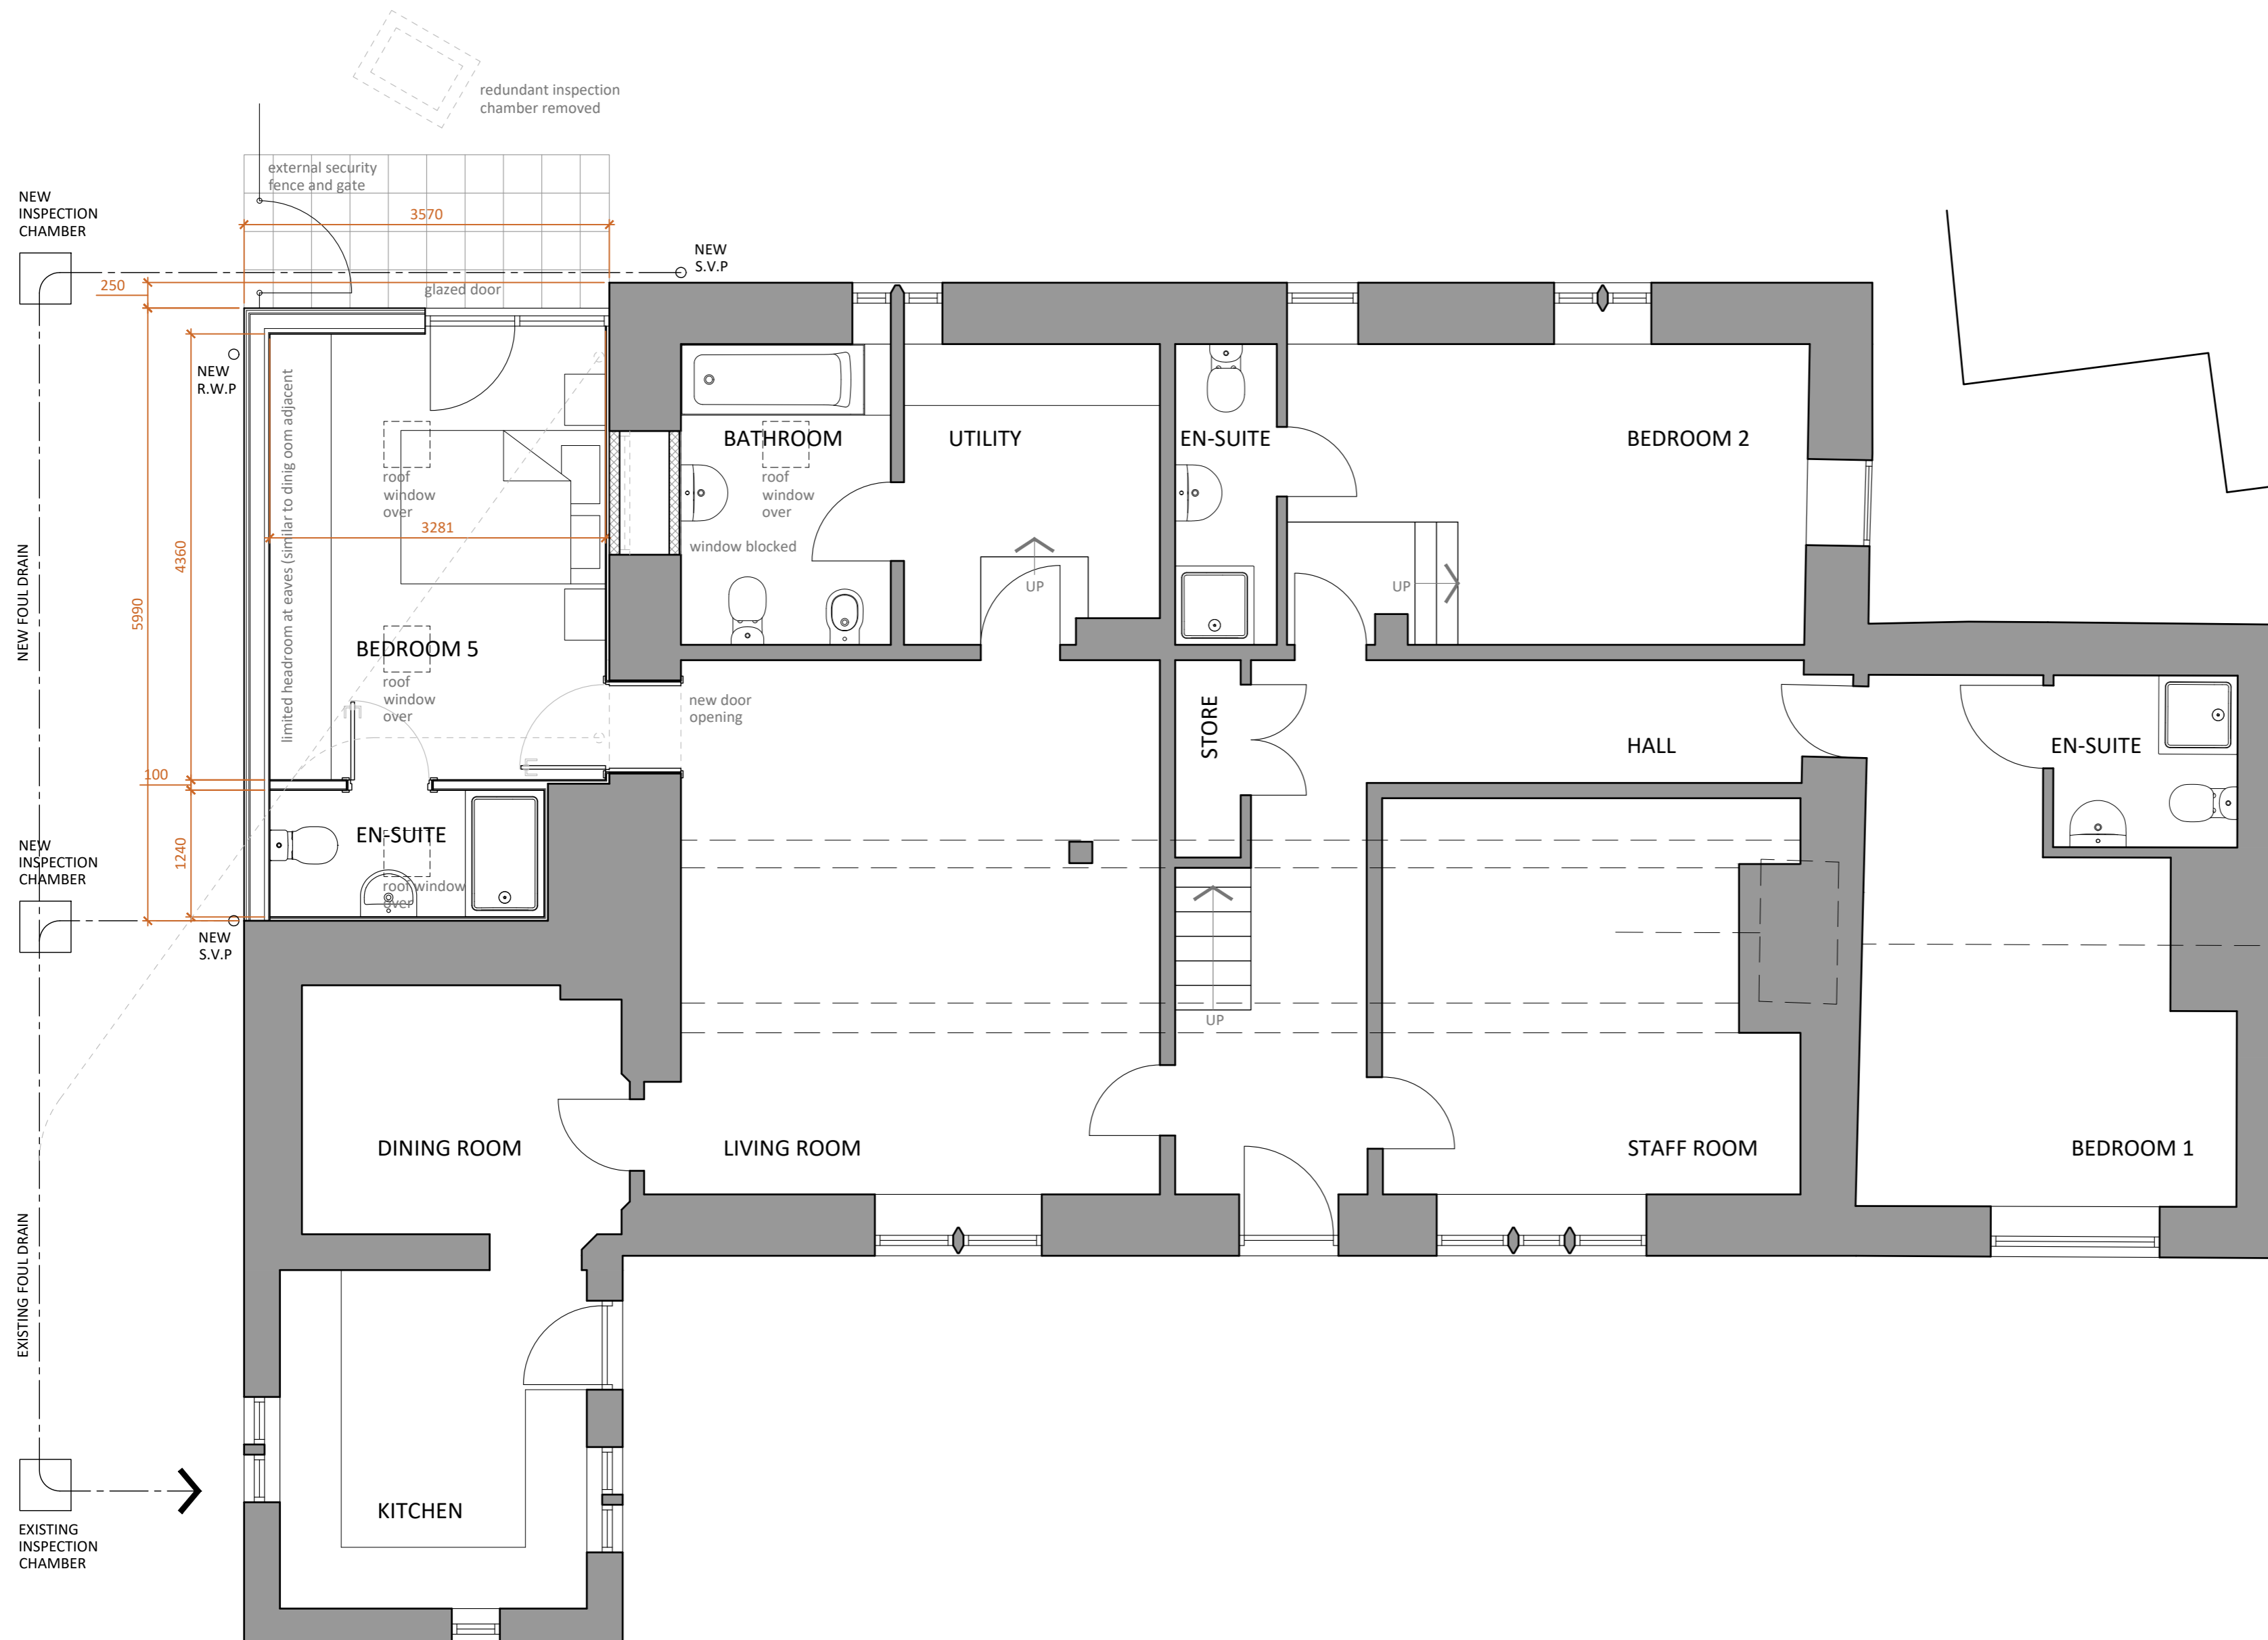 redundant inspection
chamber removed
external security
fence and gate
NEW
INSPECTION
CHAMBER
3570
NEW
S.V.P
250
glazed door
NEW
R.W.P
limited headroom at eaves (similar to dinig oom adjacent
BATHROOM
UTILITY
EN-SUITE
BEDROOM 2
roof
window
over
roof
window
over
3281
window blocked
4360
5990
NEW FOUL DRAIN
UP
UP
BEDROOM 5
roof
window
over
new door
opening
STORE
HALL
EN-SUITE
E
E
100
EN-SUITE
1240
roof window
over
NEW
INSPECTION
CHAMBER
NEW
S.V.P
UP
DINING ROOM
LIVING ROOM
STAFF ROOM
BEDROOM 1
EXISTING FOUL DRAIN
KITCHEN
EXISTING
INSPECTION
CHAMBER